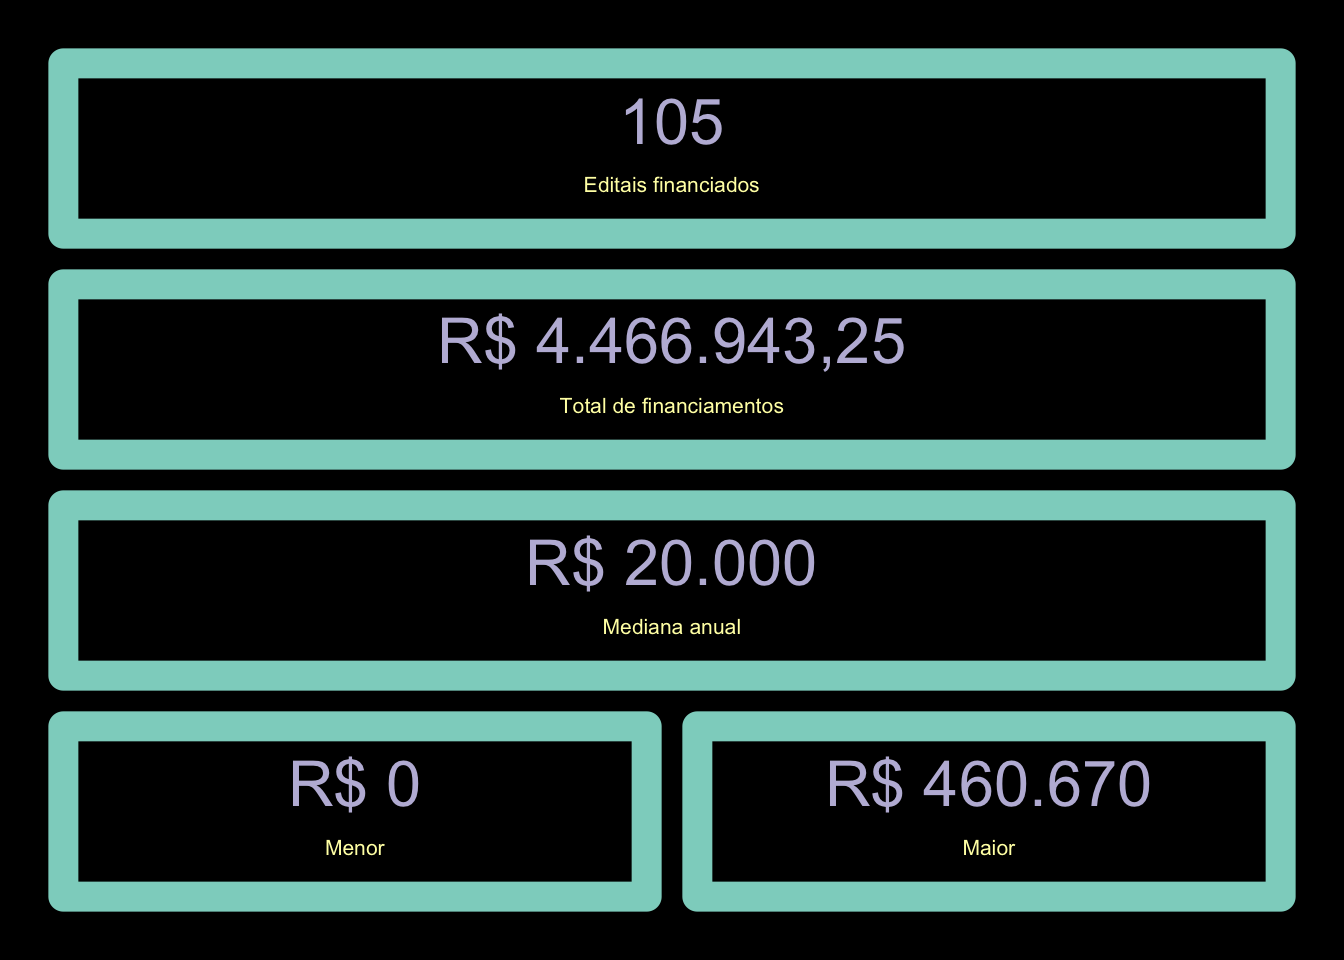 105
Editais financiados
R$ 4.466.943,25
Total de financiamentos
R$ 20.000
Mediana anual
R$ 0
Menor
R$ 460.670
Maior